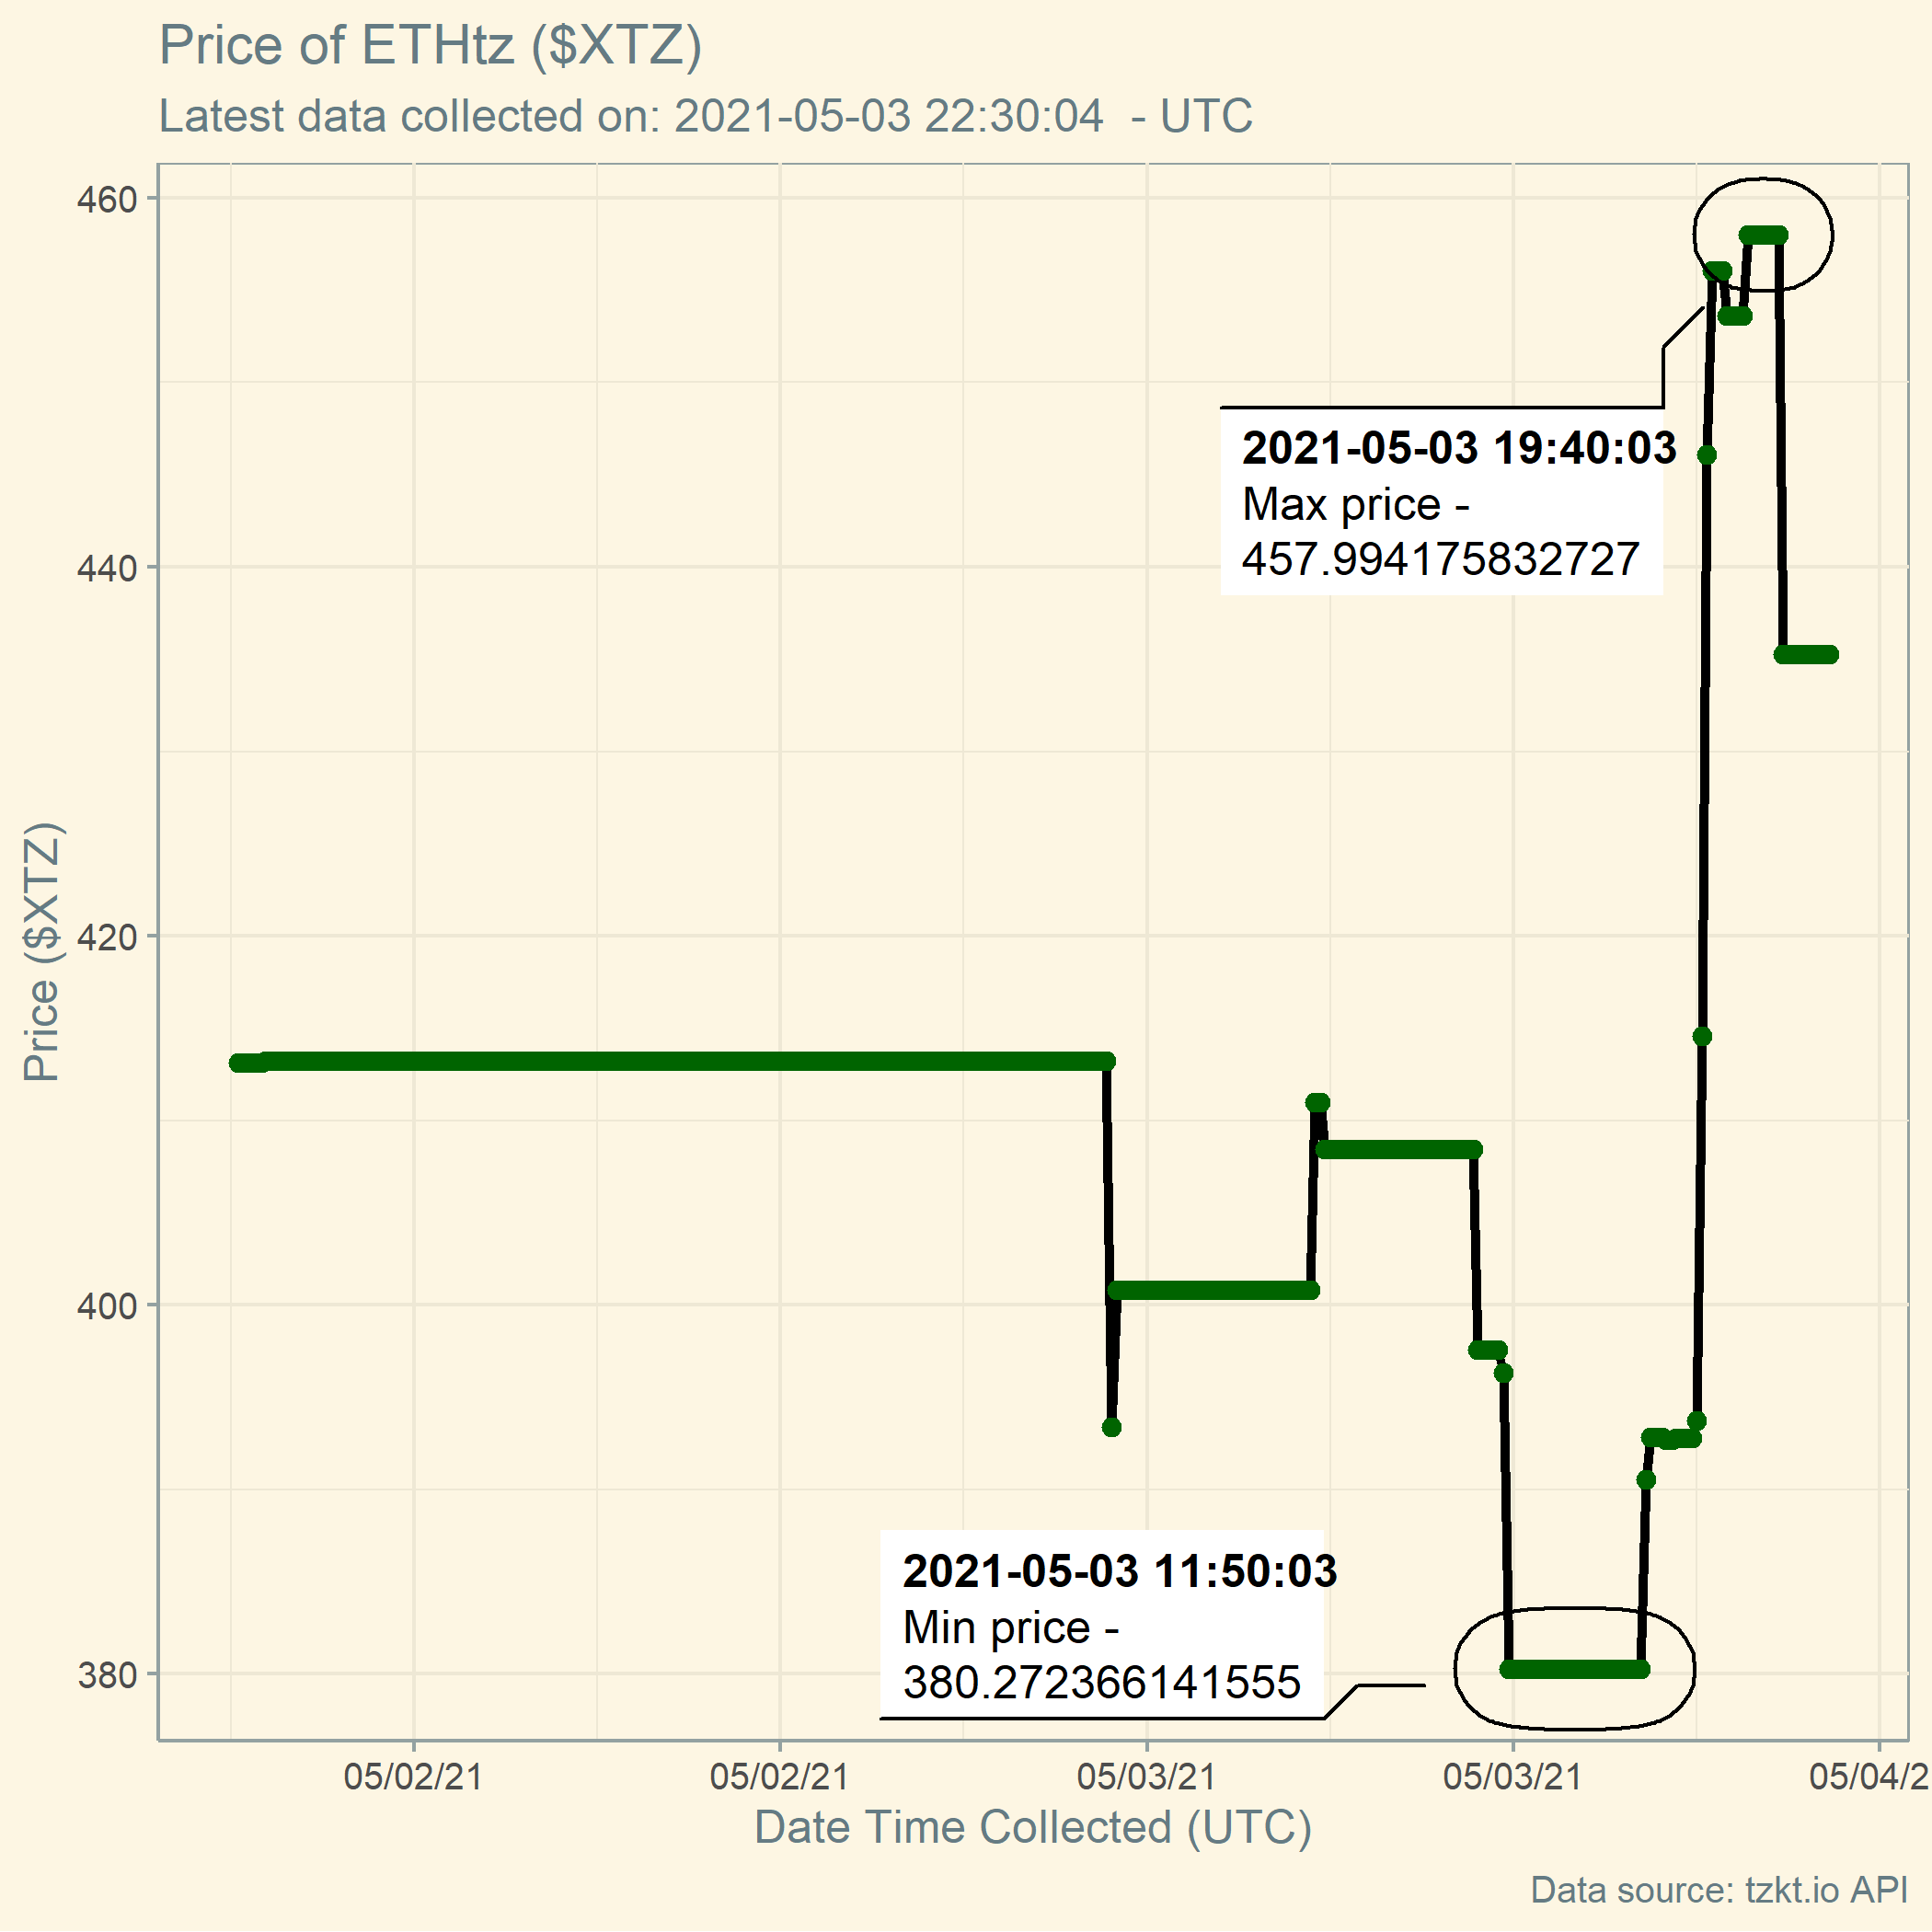 Price of ETHtz ($XTZ)
Latest data collected on: 2021-05-03 22:30:04  - UTC
460
440
420
400
380
Price ($XTZ)
2021-05-03 19:40:03
Max price -
457.994175832727
2021-05-03 11:50:03
Min price -
380.272366141555
05/02/21 05/02/21 05/03/21 05/03/21 05/04/2
Date Time Collected (UTC)
Data source: tzkt.io API